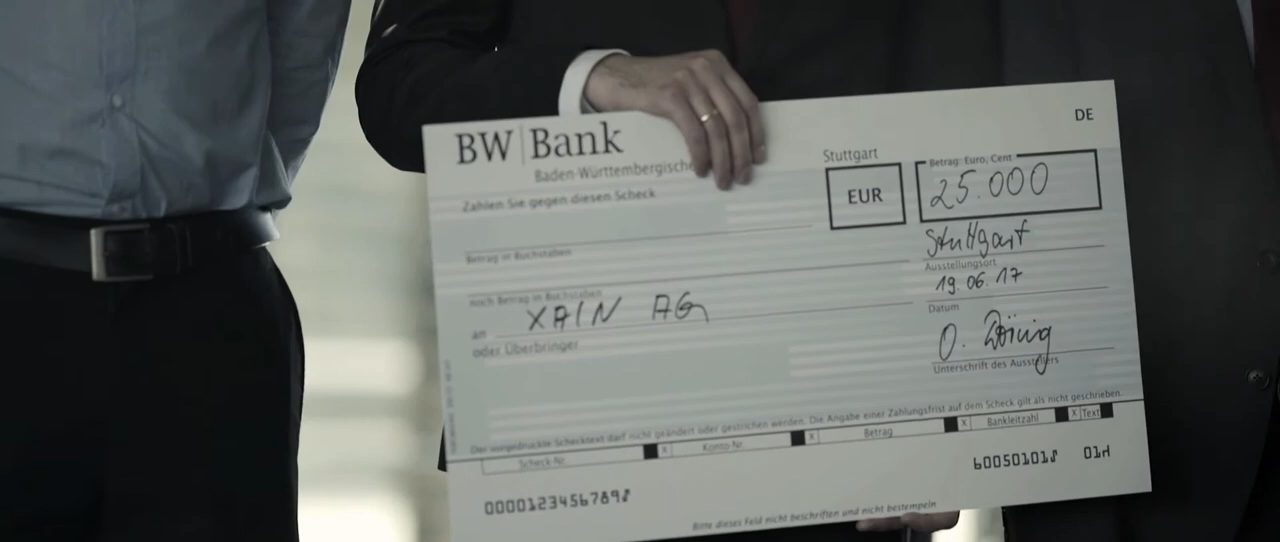 DE
BW Bank
Baden-Württembergische
Stuttgart
Zahlen Sie gegen diesen Scheck
EUR
Betrag: Euro, Cent
25.000
Betrag in Buchstaben
Stuttgart
Ausstellungsort
noch Betrag in Buchstaben
19.06.17
Datum
an XAIN AG
oder Überbringer
O. Döring
Unterschrift des Ausstellers
Der vorgedruckte Schecktext darf nicht geändert oder gestrichen werden. Die Angabe einer Zahlungsfrist auf dem Scheck gilt als nicht geschrieben.
Scheck-Nr. X Konto-Nr. X Betrag X Bankleitzahl X Text
0000123456789 60050101 01
Bitte dieses Feld nicht beschriften und nicht bestempeln